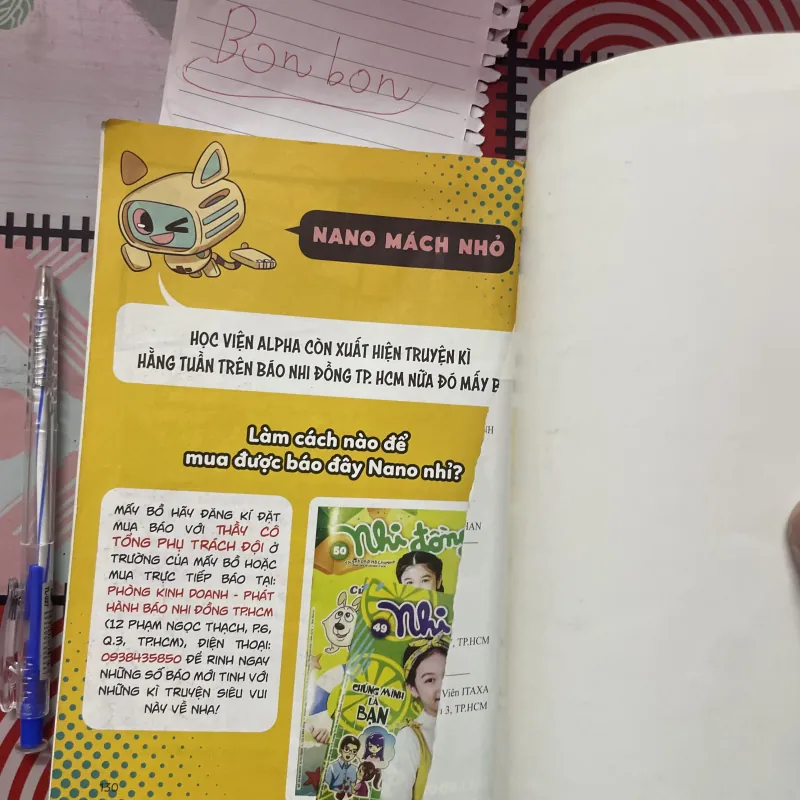 Bon bon
NANO MÁCH NHỎ
HỌC VIỆN ALPHA CÒN XUẤT HIỆN TRUYỆN KÌ
HẰNG TUẦN TRÊN BÁO NHI ĐỒNG TP. HCM NỮA ĐÓ MẤY
Làm cách nào để
mua được báo đây Nano nhỉ?
MẤY BỒ HÃY ĐĂNG KÍ ĐẶT
MUA BÁO VỚI THẦY CÔ
TỔNG PHỤ TRÁCH ĐỘI Ở
TRƯỜNG CỦA MẤY BỒ HOẶC
MUA TRỰC TIẾP BÁO TẠI:
PHÒNG KINH DOANH - PHÁT
HÀNH BÁO NHI ĐỒNG TP.HCM
(12 PHẠM NGỌC THẠCH, P.6,
Q.3, TP.HCM), ĐIỆN THOẠI:
0938435850 ĐỂ RINH NGAY
NHỮNG SỐ BÁO MỚI TINH VỚI
NHỮNG KÌ TRUYỆN SIÊU VUI
NÀY VỀ NHA!
50 Nhi đồng
49 Nhi
CHÚNG MÌNH
LÀ
BẠN
, TP.HCM
Viên ITAXA
3, TP.HCM
130